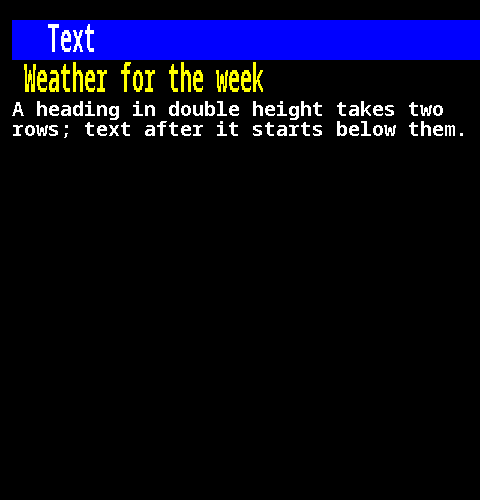 Text
Weather for the week
A heading in double height takes two
rows; text after it starts below them.